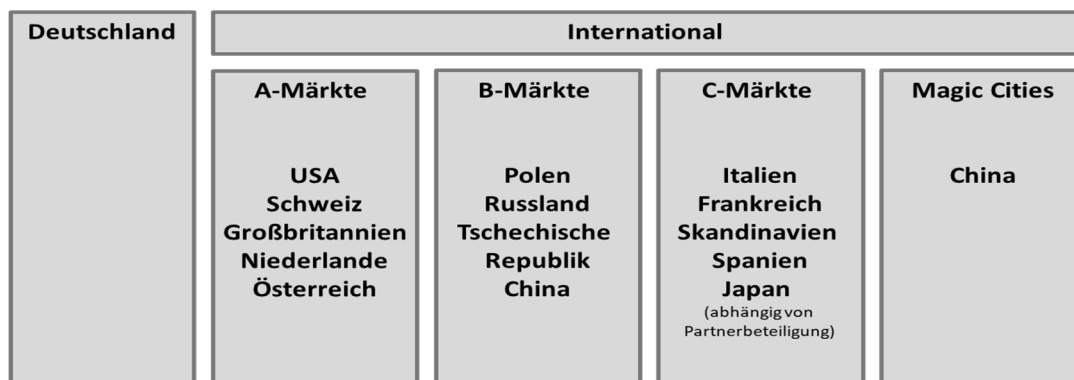 Deutschland
International
A-Märkte
USA
Schweiz
Großbritannien
Niederlande
Österreich
B-Märkte
Polen
Russland
Tschechische
Republik
China
C-Märkte
Italien
Frankreich
Skandinavien
Spanien
Japan
(abhängig von
Partnerbeteiligung)
Magic Cities
China